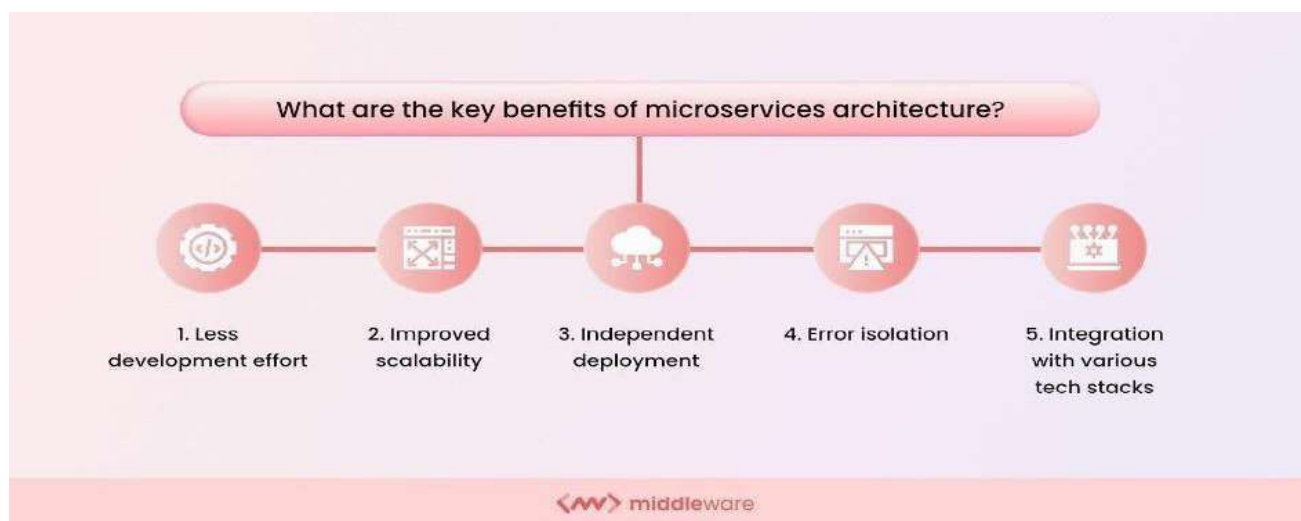 What are the key benefits of microservices architecture?
1. Less
development effort
2. Improved
scalability
3. Independent
deployment
4. Error isolation
5. Integration
with various
tech stacks
middleware